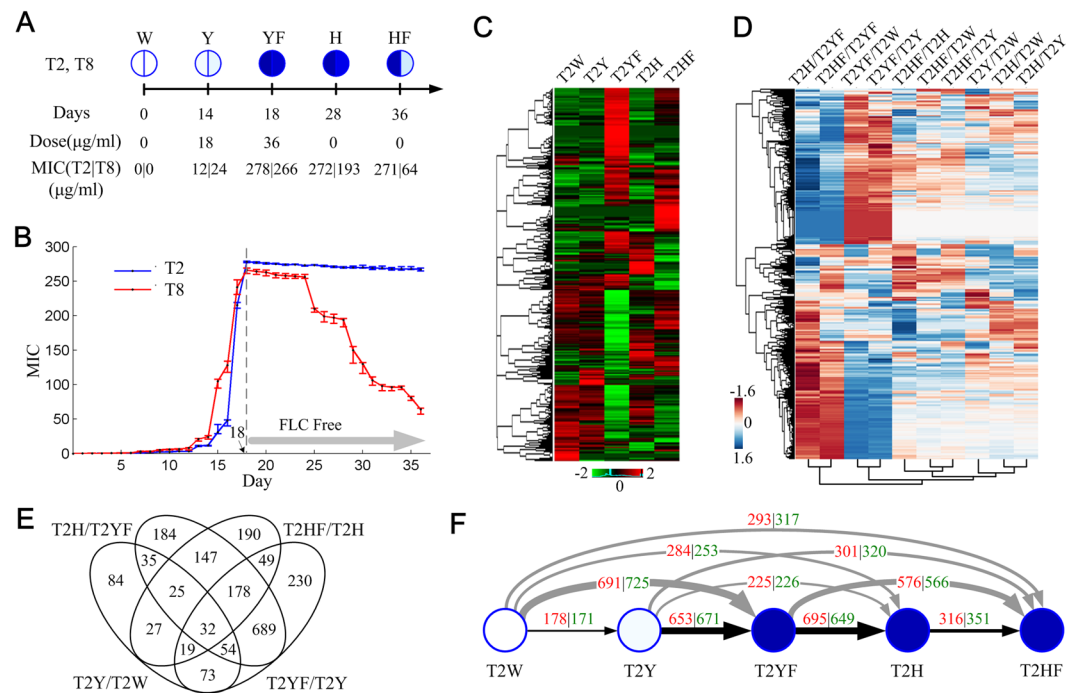 A
W Y YF H HF
T2, T8
Days 0 14 18 28 36
Dose(μg/ml) 0 18 36 0 0
MIC(T2|T8) 0|0 12|24 278|266 272|193 271|64
(μg/ml)
B
300
250
200
150
100
50
0
MIC
T2
T8
18
FLC Free
5 10 15 20 25 30 35
Day
C
T2W T2Y T2YF T2H T2HF
-2 0 2
D
T2H/T2YF T2HF/T2YF T2YF/T2W T2YF/T2Y T2HF/T2H T2HF/T2W T2HF/T2Y T2Y/T2W T2H/T2W T2H/T2Y
-1.6
0
1.6
E
T2H/T2YF 184 190 T2HF/T2H
35 147 49
84 25 178 230
27 32 689
19 54
73
T2Y/T2W T2YF/T2Y
F
293|317
284|253 301|320
691|725 225|226 576|566
178|171 653|671 695|649 316|351
T2W T2Y T2YF T2H T2HF